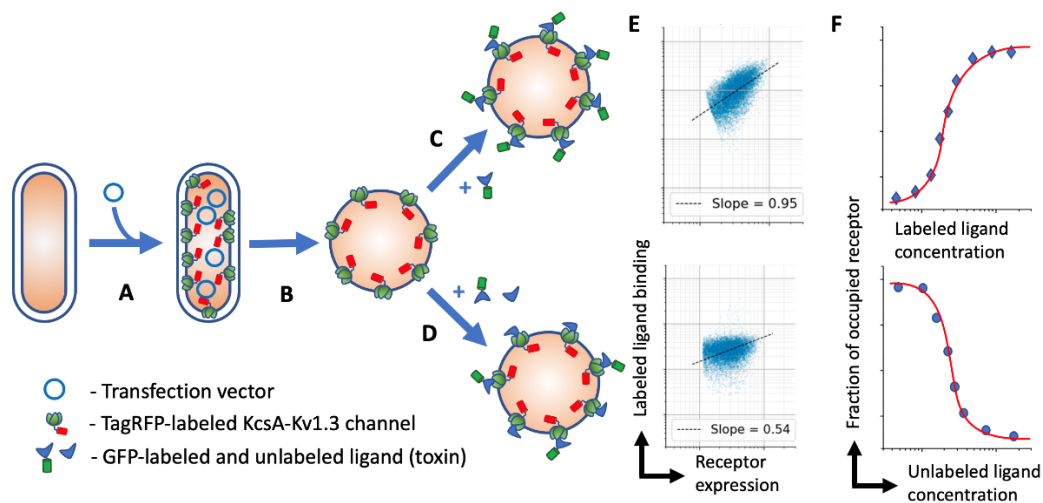 A
B
C
+
D
+
E
F
Labeled ligand binding
Slope = 0.95
Slope = 0.54
Receptor
expression
Fraction of occupied receptor
Labeled ligand
concentration
Unlabeled ligand
concentration
- Transfection vector
- TagRFP-labeled KcsA-Kv1.3 channel
- GFP-labeled and unlabeled ligand (toxin)